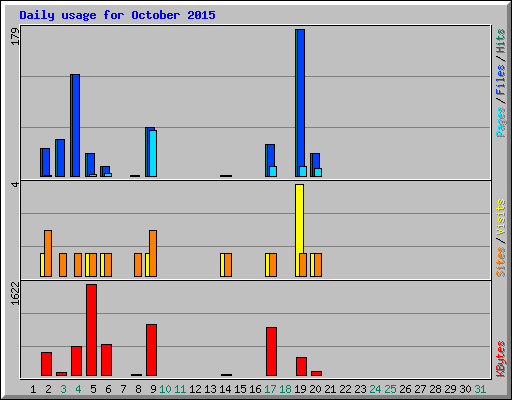 Daily usage for October 2015
179
Pages/Files/Hits
4
Sites/Visits
1622
KBytes
1 2 3 4 5 6 7 8 9 10 11 12 13 14 15 16 17 18 19 20 21 22 23 24 25 26 27 28 29 30 31